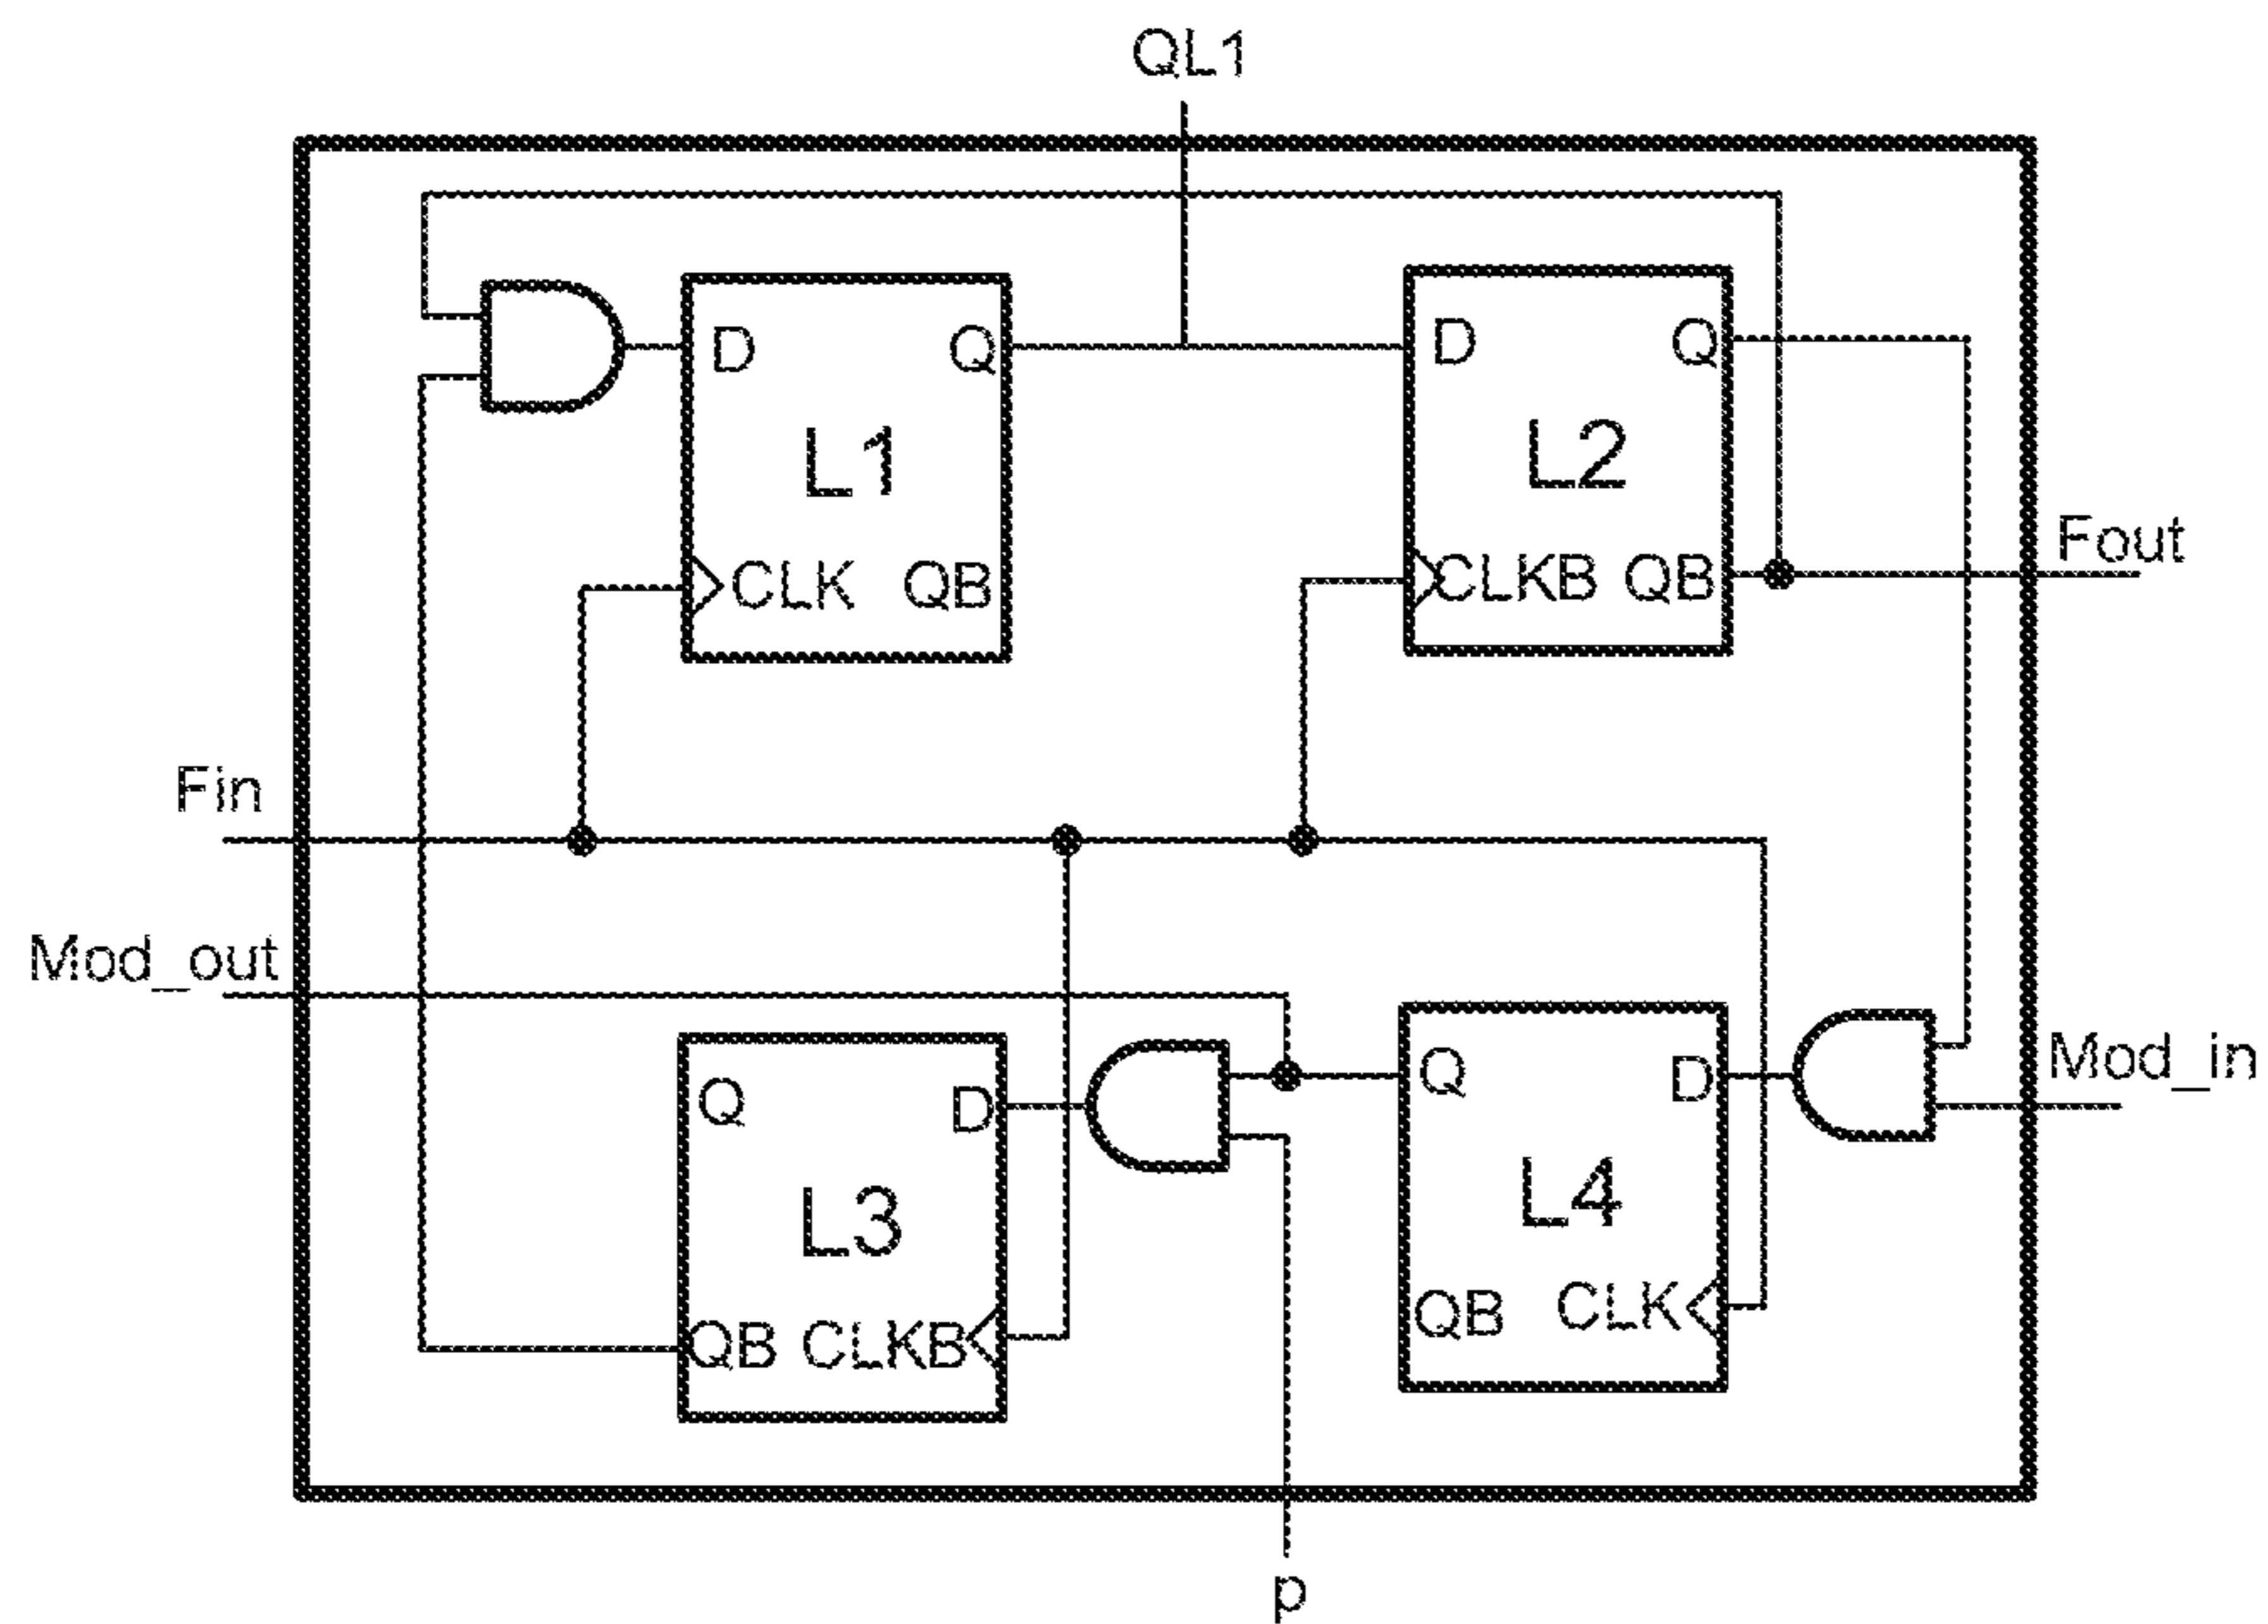 QL1
D
Q
L1
CLK
QB
D
Q
L2
CLKB
QB
Fout
Fin
Mod_out
Mod_in
Q
D
L3
QB
CLKB
Q
D
L4
QB
CLK
p